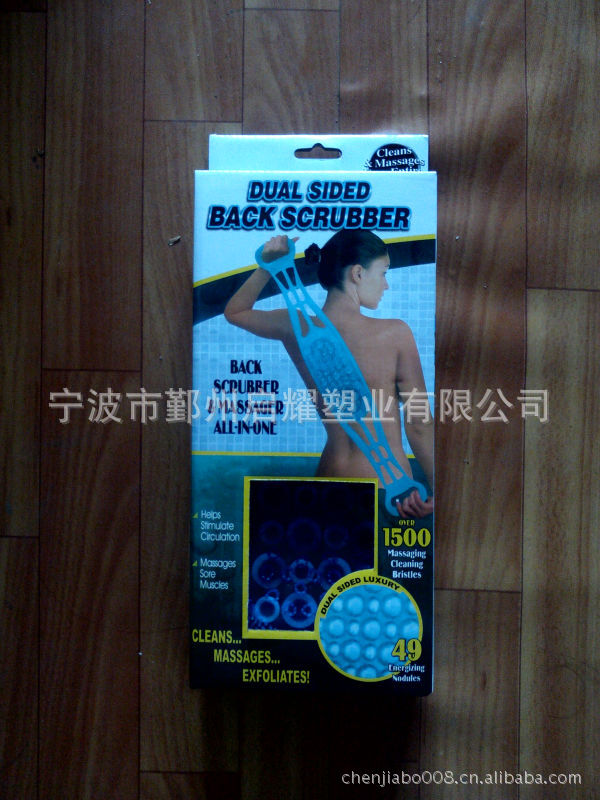 Cleans
& Massages
DUAL SIDED
BACK SCRUBBER
BACK
SCRUBBER
& MASSAGER
ALL-IN-ONE
宁波市鄞州启耀塑业有限公司
Helps
Stimulate
Circulation
Massages
Sore
Muscles
OVER
1500
Massaging
Cleaning
Bristles
DUAL SIDED LUXURY
49
Energizing
Nodules
CLEANS...
MASSAGES...
EXFOLIATES!
chenjiabo008.cn.alibaba.com